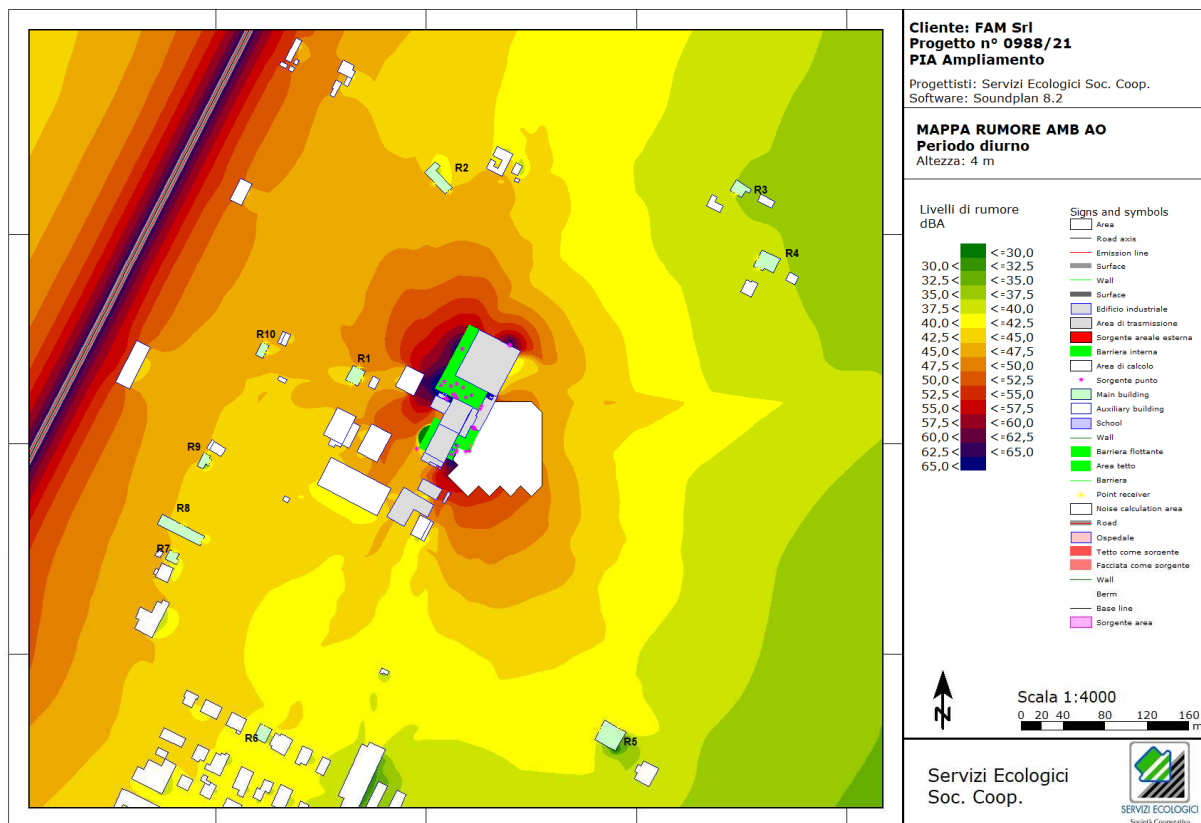 Cliente: FAM Srl
Progetto n° 0988/21
PIA Ampliamento
Progettisti: Servizi Ecologici Soc. Coop.
Software: Soundplan 8.2
MAPPA RUMORE AMB AO
Periodo diurno
Altezza: 4 m
Livelli di rumore
dBA
<=30,0
30,0< <=32,5
32,5< <=35,0
35,0< <=37,5
37,5< <=40,0
40,0< <=42,5
42,5< <=45,0
45,0< <=47,5
47,5< <=50,0
50,0< <=52,5
52,5< <=55,0
55,0< <=57,5
57,5< <=60,0
60,0< <=62,5
62,5< <=65,0
65,0<
Signs and symbols
Area
Road axis
Emission line
Surface
Wall
Surface
Edificio industriale
Area di trasmissione
Sorgente areale esterna
Barriera interna
Area di calcolo
Sorgente punto
Main building
Auxiliary building
School
Wall
Barriera flottante
Area tetto
Barriera
Point receiver
Noise calculation area
Road
Ospedale
Tetto come sorgente
Facciata come sorgente
Wall
Berm
Base line
Sorgente area
R2
R3
R4
R10
R1
R9
R8
R7
R6
R5
N
Scala 1:4000
0 20 40 80 120 160
m
Servizi Ecologici
Soc. Coop.
SERVIZI ECOLOGICI
Società Cooperativa